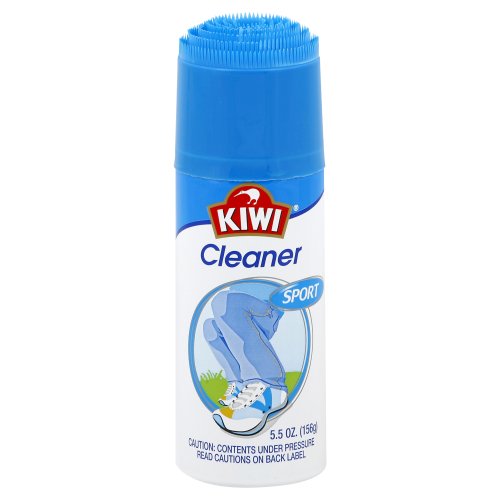 KIWI®
Cleaner
SPORT
5.5 OZ. (156g)
CAUTION: CONTENTS UNDER PRESSURE
READ CAUTIONS ON BACK LABEL